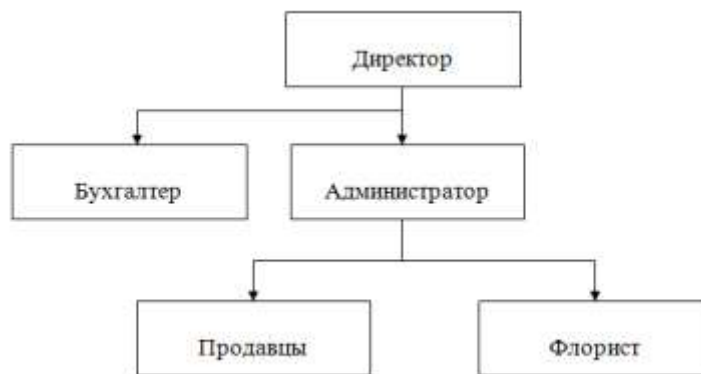 Директор
Бухгалтер
Администратор
Продавцы
Флорист